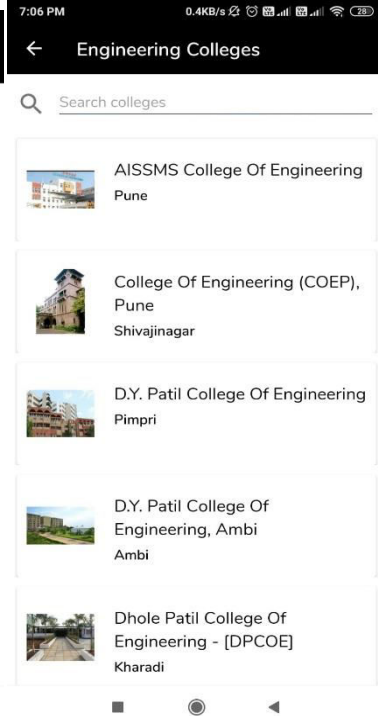 7:06 PM 0.4KB/s 28
Engineering Colleges
Search colleges
AISSMS College Of Engineering
Pune
College Of Engineering (COEP),
Pune
Shivajinagar
D.Y. Patil College Of Engineering
Pimpri
D.Y. Patil College Of
Engineering, Ambi
Ambi
Dhole Patil College Of
Engineering - [DPCOE]
Kharadi